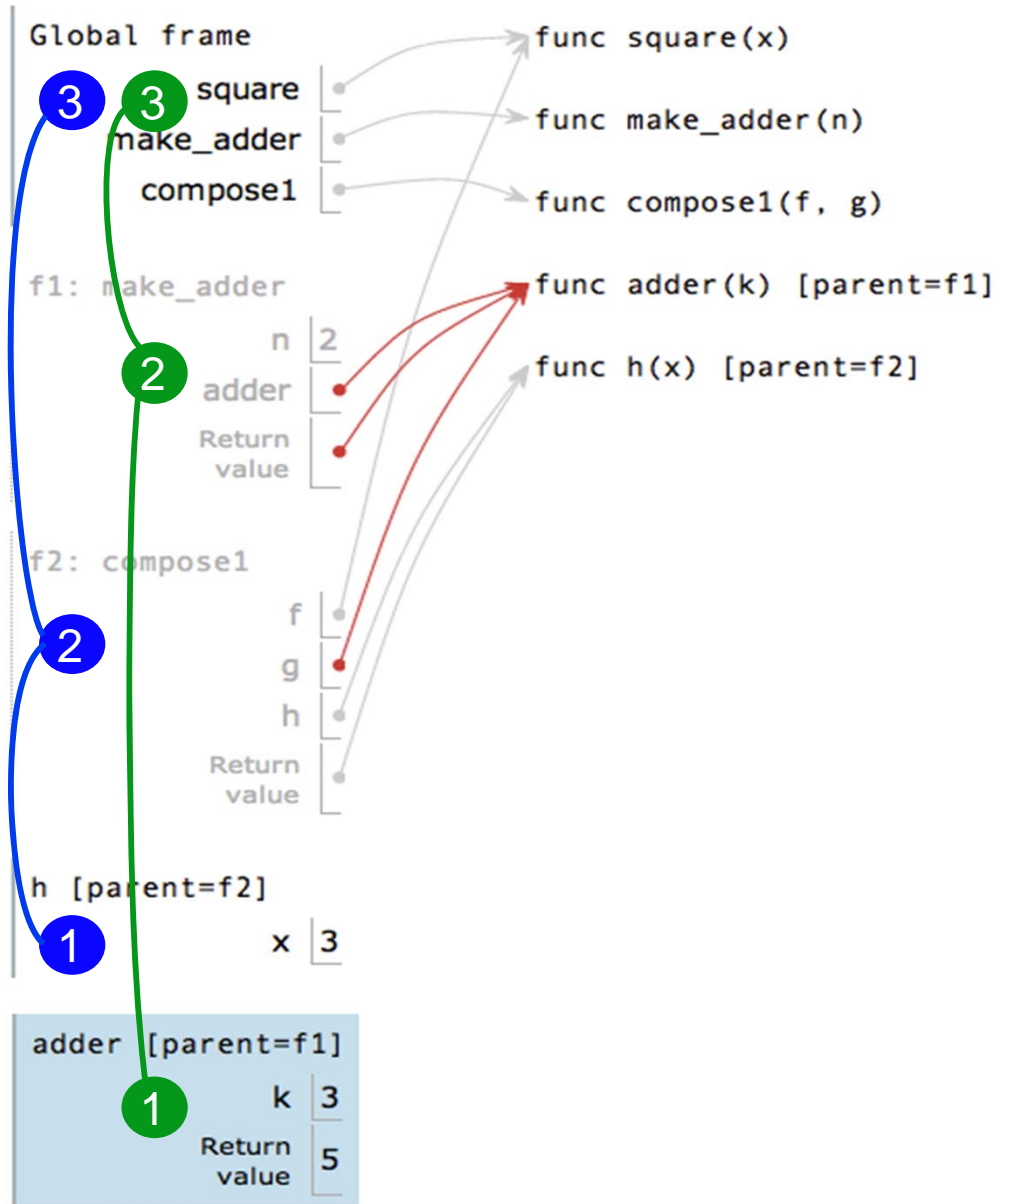 Global frame
func square(x)
3 3 square
make_adder
func make_adder(n)
compose1
func compose1(f, g)
f1: make_adder
func adder(k) [parent=f1]
n 2
func h(x) [parent=f2]
2 adder
Return
value
f2: compose1
f
2 g
h
Return
value
h [parent=f2]
1 x 3
adder [parent=f1]
1 k 3
Return
value 5